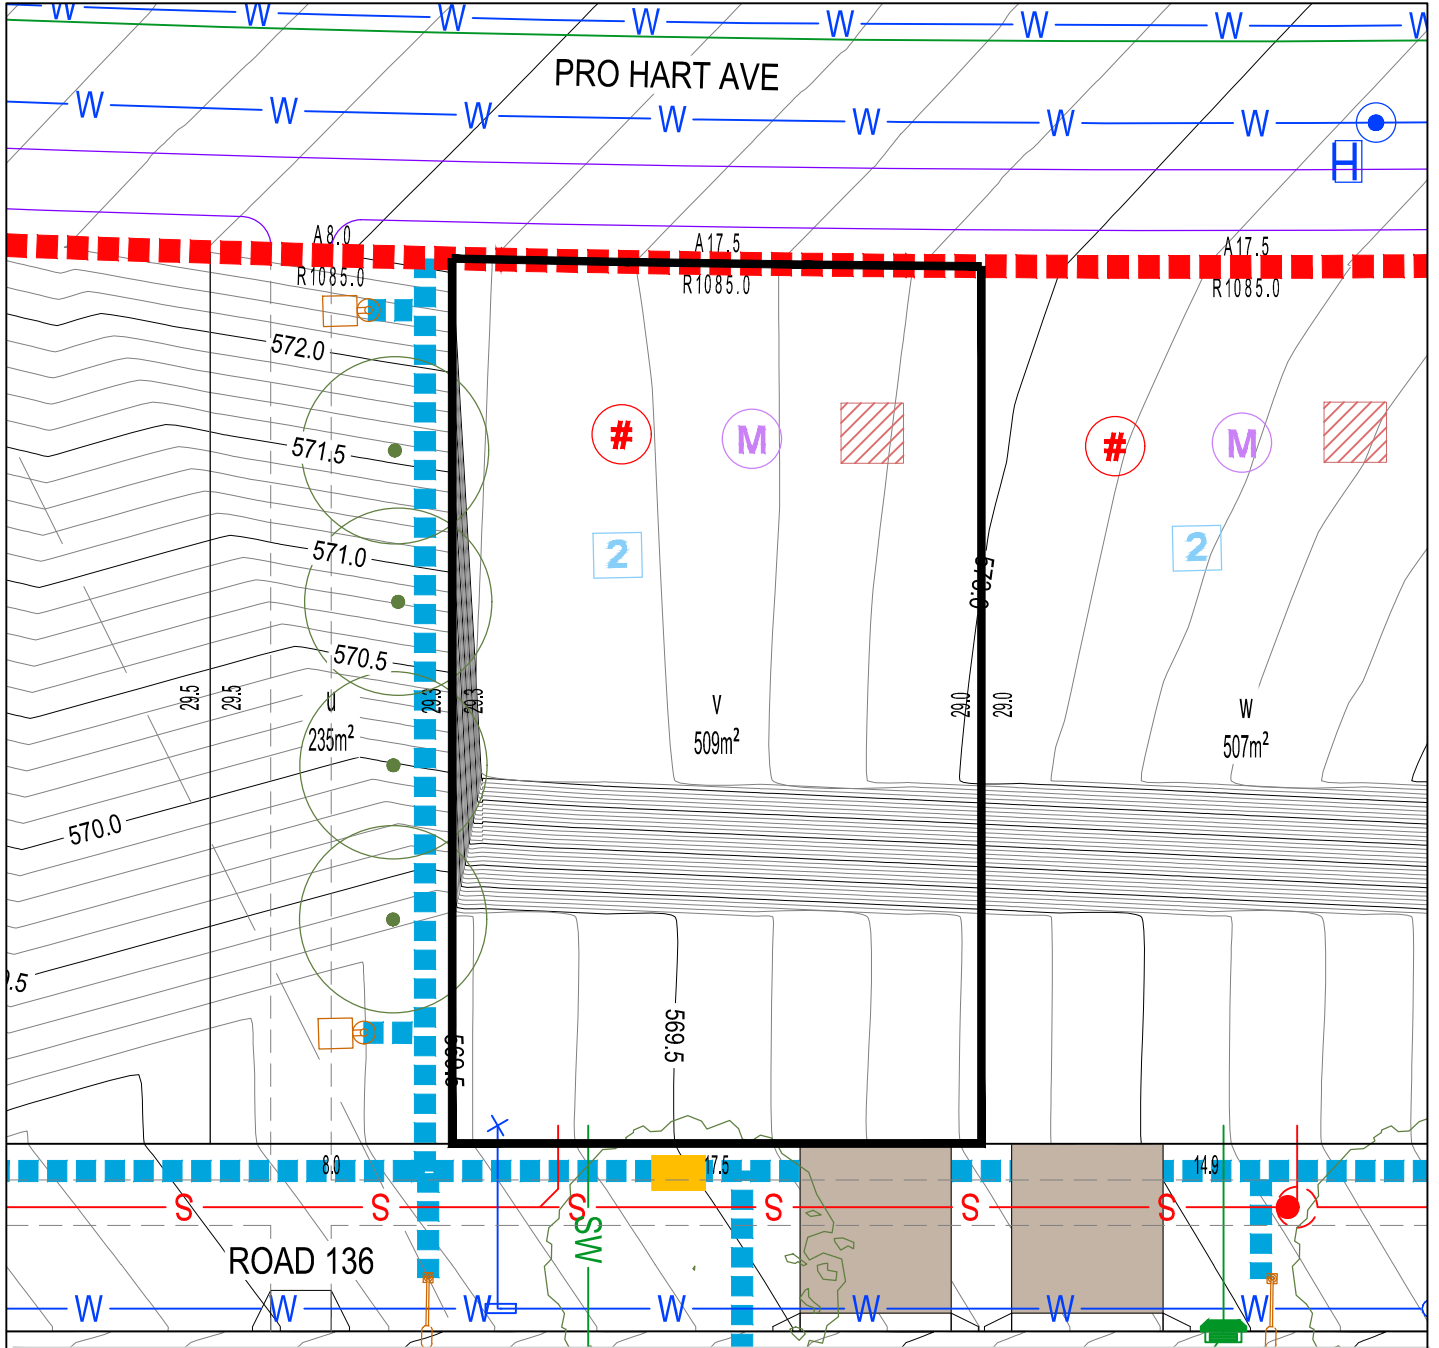 W W W W W W W W
PRO HART AVE
W W W W W W W
H
A8.0 A17.5 A17.5
R1085.0 R1085.0 R1085.0
572.0
571.5
# M # M
571.0
2 2
570.0
570.5
29.5 29.5 29.3 29.3 29.0 29.0
u V W
235m² 509m² 507m²
570.0
9.5
569.5
569.5
8.0 17.5 14.9
S S S S S S
SW
ROAD 136
W W W W W W W